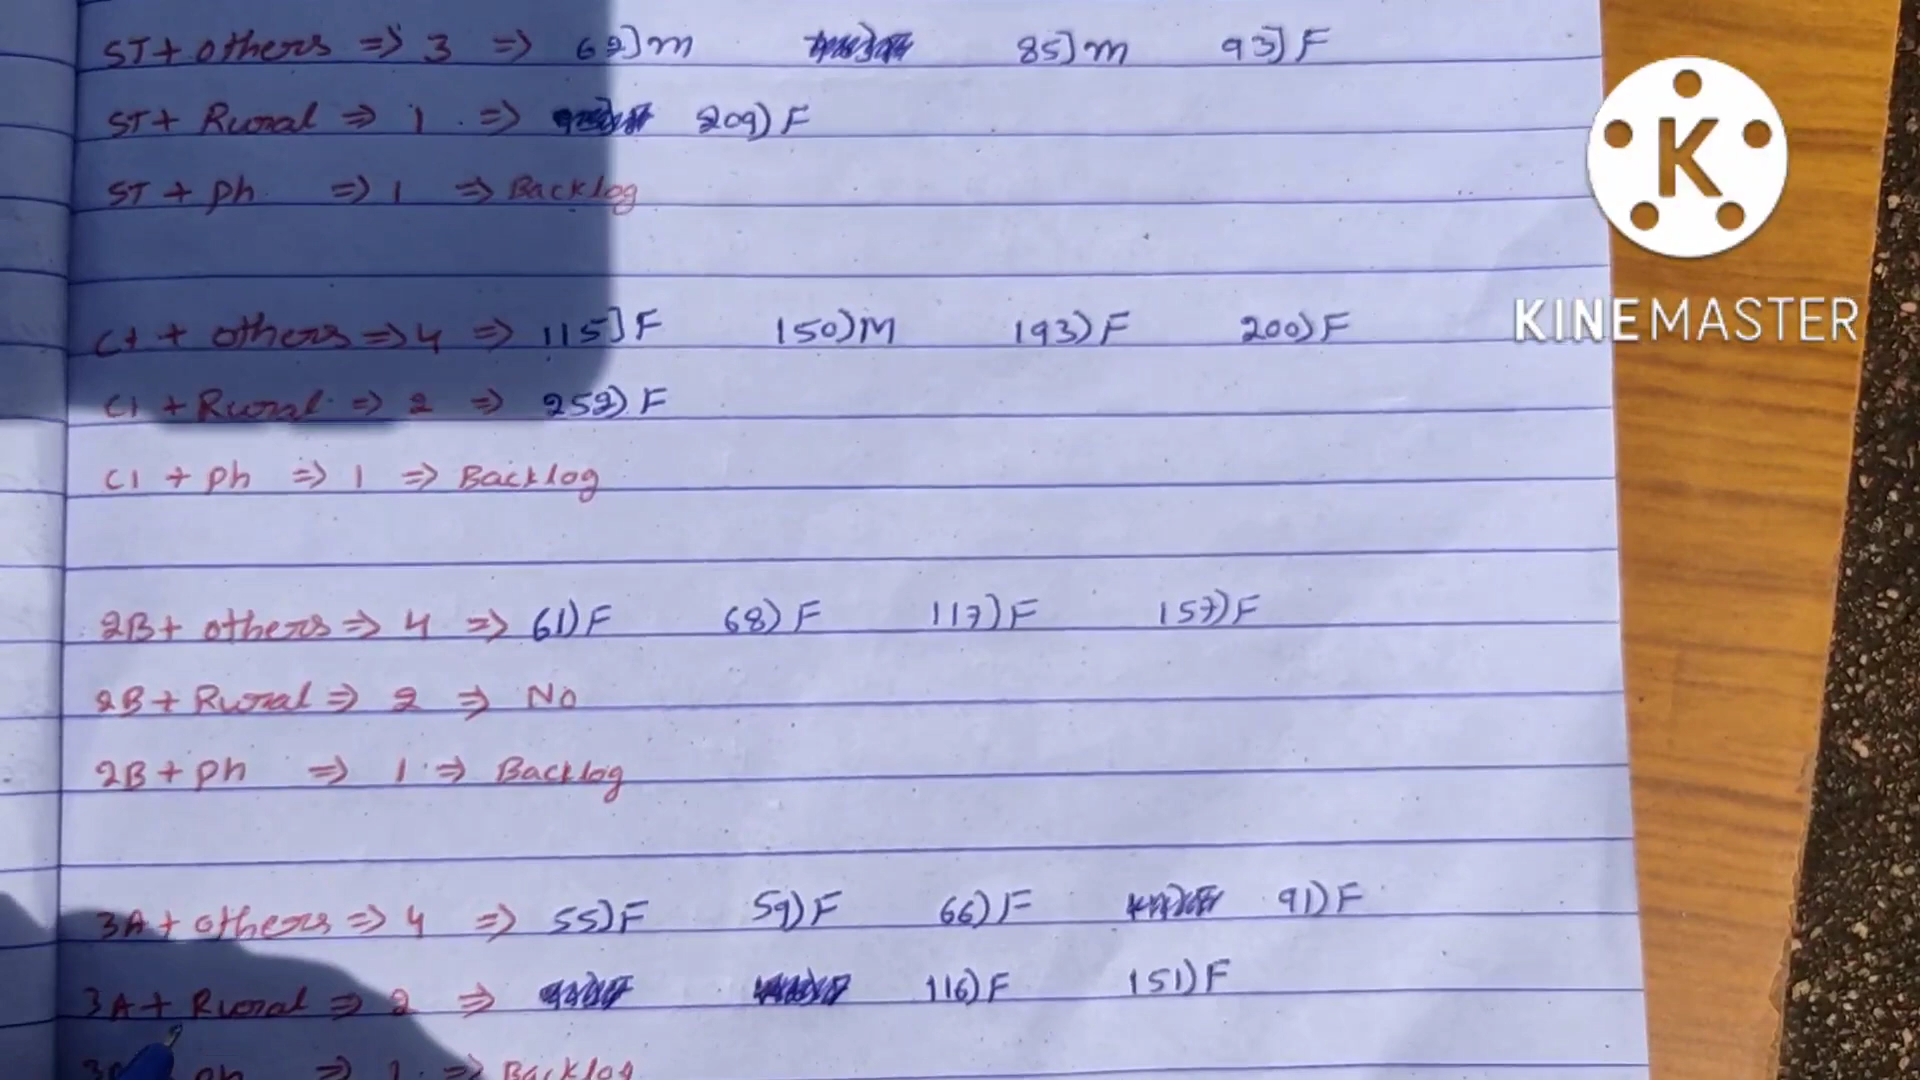 ST + others => 3 => 62]m 85]m 93]F
ST + Rural => 1 => 209)F
ST + ph => 1 => Backlog
C1 + others => 4 => 115]F 150)M 193)F 200)F
C1 + Rural => 2 => 252)F
C1 + ph => 1 => Backlog
2B + others => 4 => 61)F 68)F 117)F 157)F
2B + Rural => 2 => No
2B + ph => 1 => Backlog
3A + others => 4 => 55)F 59)F 66)F 91)F
3A + Rural => 2 => 116)F 151)F
ph => 1 => Backlog
K
KINEMASTER